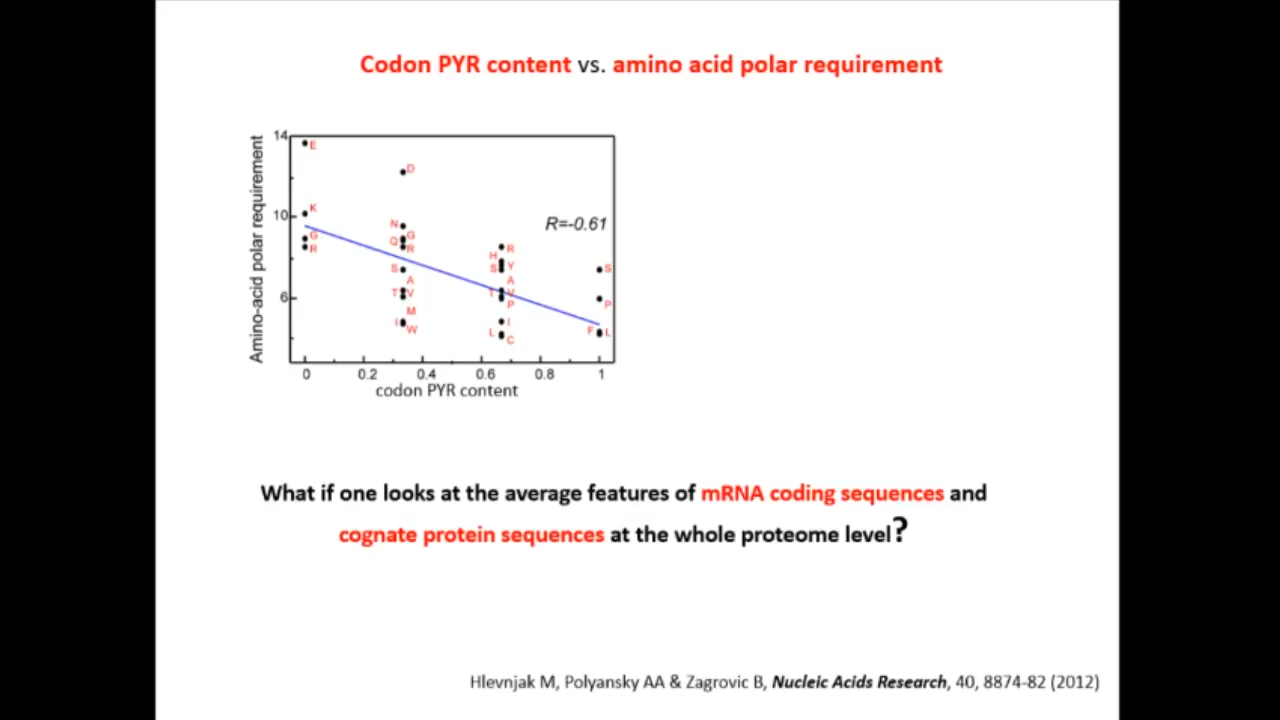 Codon PYR content vs. amino acid polar requirement
Amino-acid polar requirement
14
10
6
E
K
G
R
D
N
G
Q
R
S
A
T V
M
I
W
R
H
Y
S
A
T V
P
I
L
C
S
P
F L
R=-0.61
0 0.2 0.4 0.6 0.8 1
codon PYR content
What if one looks at the average features of mRNA coding sequences and
cognate protein sequences at the whole proteome level?
Hlevnjak M, Polyansky AA & Zagrovic B, Nucleic Acids Research, 40, 8874-82 (2012)